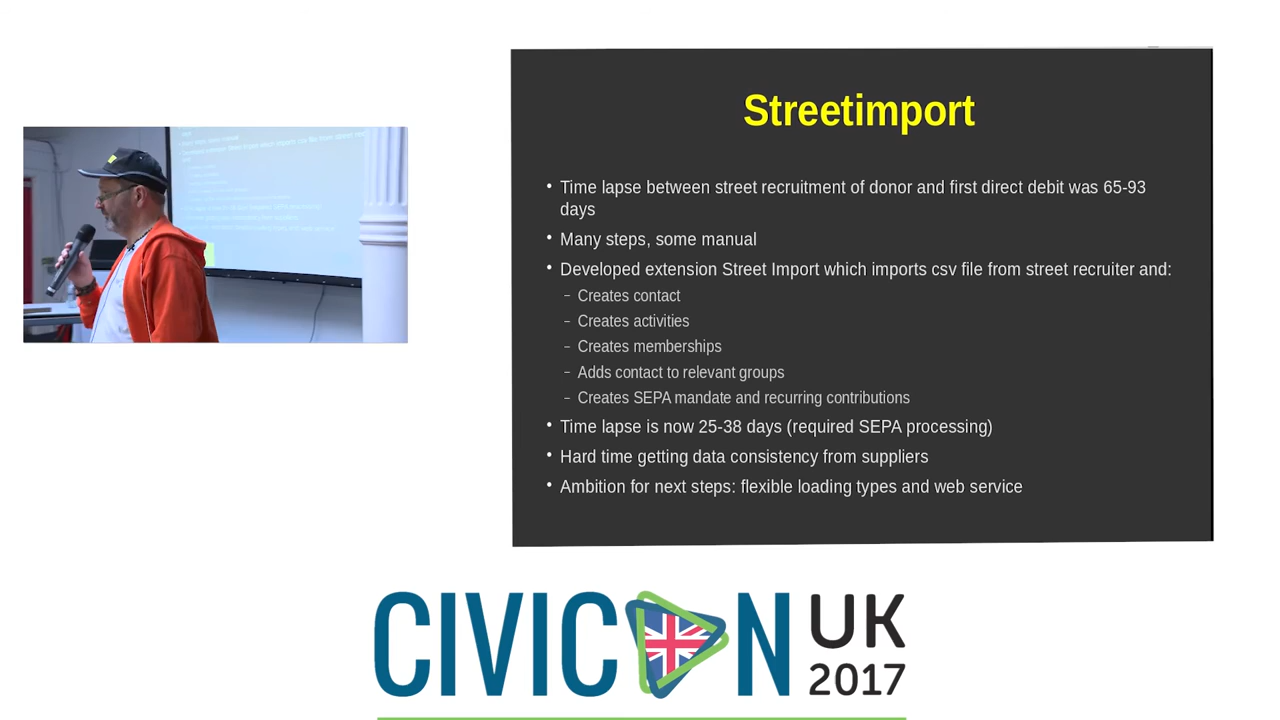 Streetimport
• Time lapse between street recruitment of donor and first direct debit was 65-93
days
• Many steps, some manual
• Developed extension Street Import which imports csv file from street recruiter and:
– Creates contact
– Creates activities
– Creates memberships
– Adds contact to relevant groups
– Creates SEPA mandate and recurring contributions
• Time lapse is now 25-38 days (required SEPA processing)
• Hard time getting data consistency from suppliers
• Ambition for next steps: flexible loading types and web service
CIVICON UK
2017